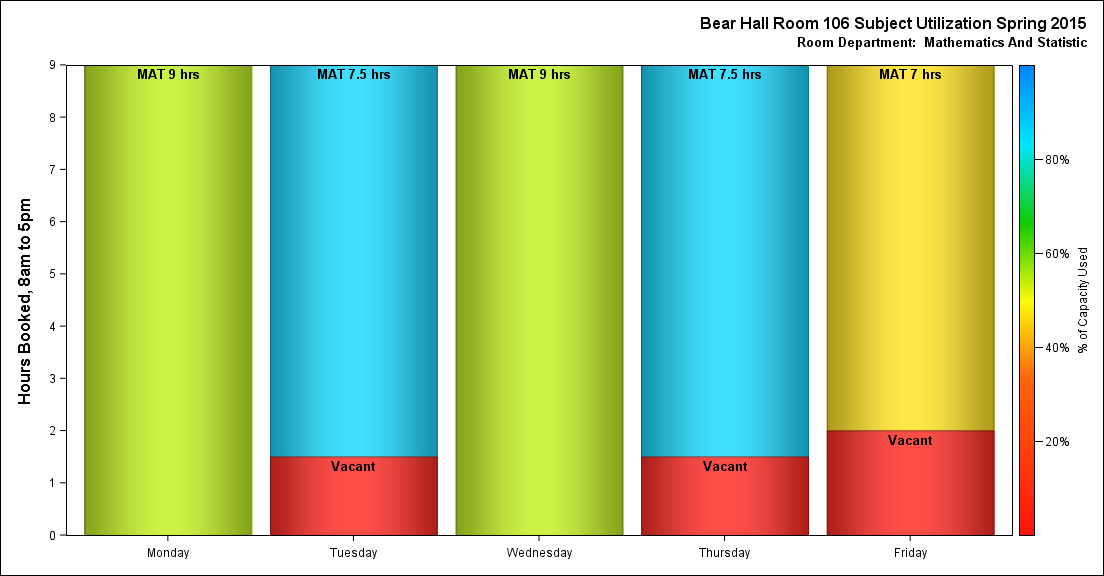 Bear Hall Room 106 Subject Utilization Spring 2015
Room Department:  Mathematics And Statistic
Hours Booked, 8am to 5pm
9
8
7
6
5
4
3
2
1
0
MAT 9 hrs
MAT 7.5 hrs
MAT 9 hrs
MAT 7.5 hrs
MAT 7 hrs
Vacant
Vacant
Vacant
Monday
Tuesday
Wednesday
Thursday
Friday
80%
60%
40%
20%
% of Capacity Used